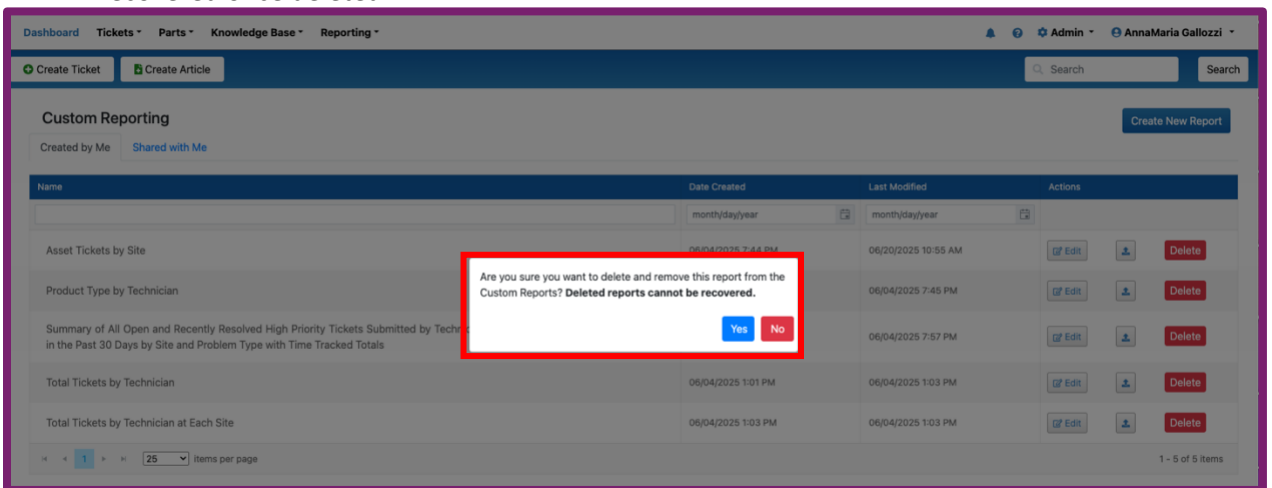 Dashboard Tickets Parts Knowledge Base Reporting Admin AnnaMaria Gallozzi
Create Ticket Create Article Search Search
Custom Reporting Create New Report
Created by Me Shared with Me
Name Date Created Last Modified Actions
month/day/year month/day/year
Asset Tickets by Site 06/04/2025 7:44 PM 06/20/2025 10:55 AM Edit Delete
Are you sure you want to delete and remove this report from the
Custom Reports? Deleted reports cannot be recovered.
Yes No
Product Type by Technician 06/04/2025 7:45 PM Edit Delete
Summary of All Open and Recently Resolved High Priority Tickets Submitted by
in the Past 30 Days by Site and Problem Type with Time Tracked Totals 06/04/2025 7:57 PM Edit Delete
Total Tickets by Technician 06/04/2025 1:01 PM 06/04/2025 1:03 PM Edit Delete
Total Tickets by Technician at Each Site 06/04/2025 1:03 PM 06/04/2025 1:03 PM Edit Delete
1 25 items per page 1 - 5 of 5 items